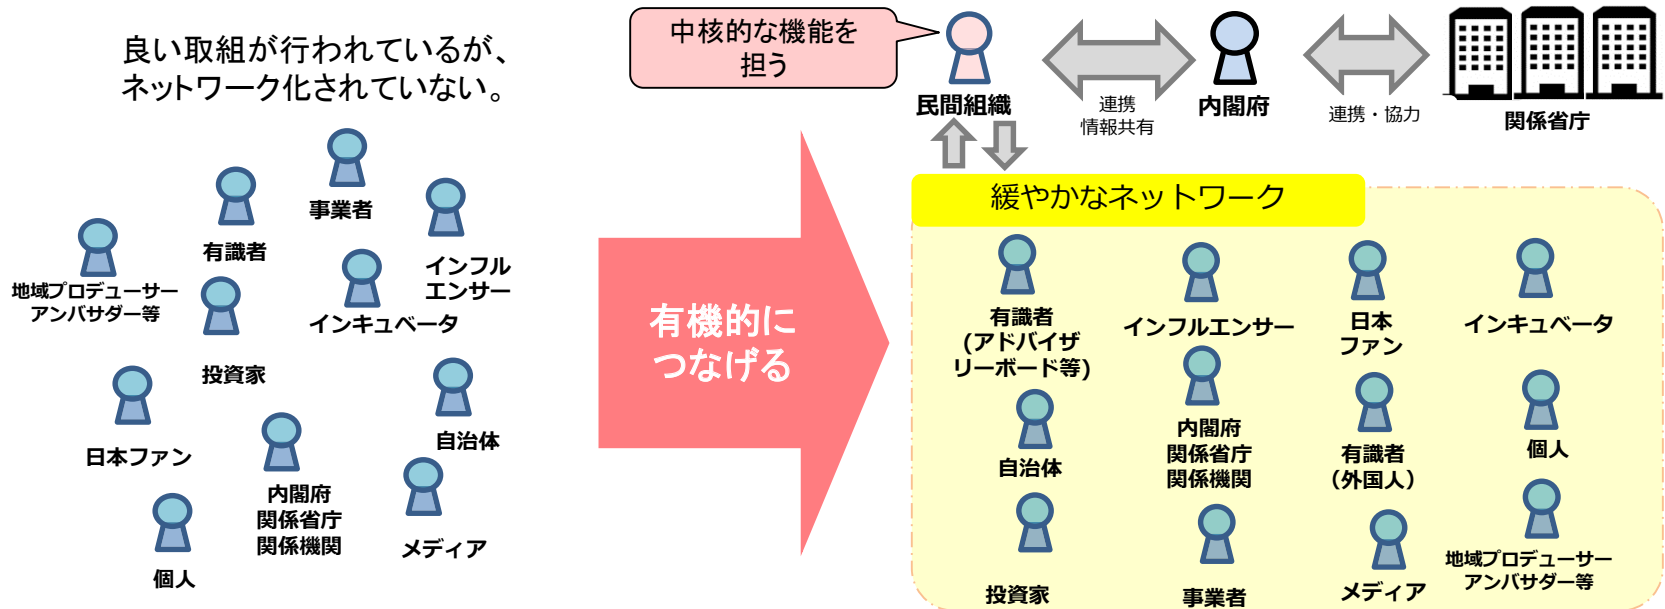 良い取組が行われているが、
ネットワーク化されていない。
事業者
有識者
インフル
エンサー
地域プロデューサー
アンバサダー等
インキュベータ
投資家
日本ファン
自治体
内閣府
関係省庁
関係機関
メディア
個人
有機的に
つなげる
中核的な機能を
担う
民間組織
連携
情報共有
内閣府
連携・協力
関係省庁
緩やかなネットワーク
有識者
(アドバイザ
リーボード等)
インフルエンサー
日本
ファン
インキュベータ
自治体
内閣府
関係省庁
関係機関
有識者
（外国人）
個人
投資家
事業者
メディア
地域プロデューサー
アンバサダー等